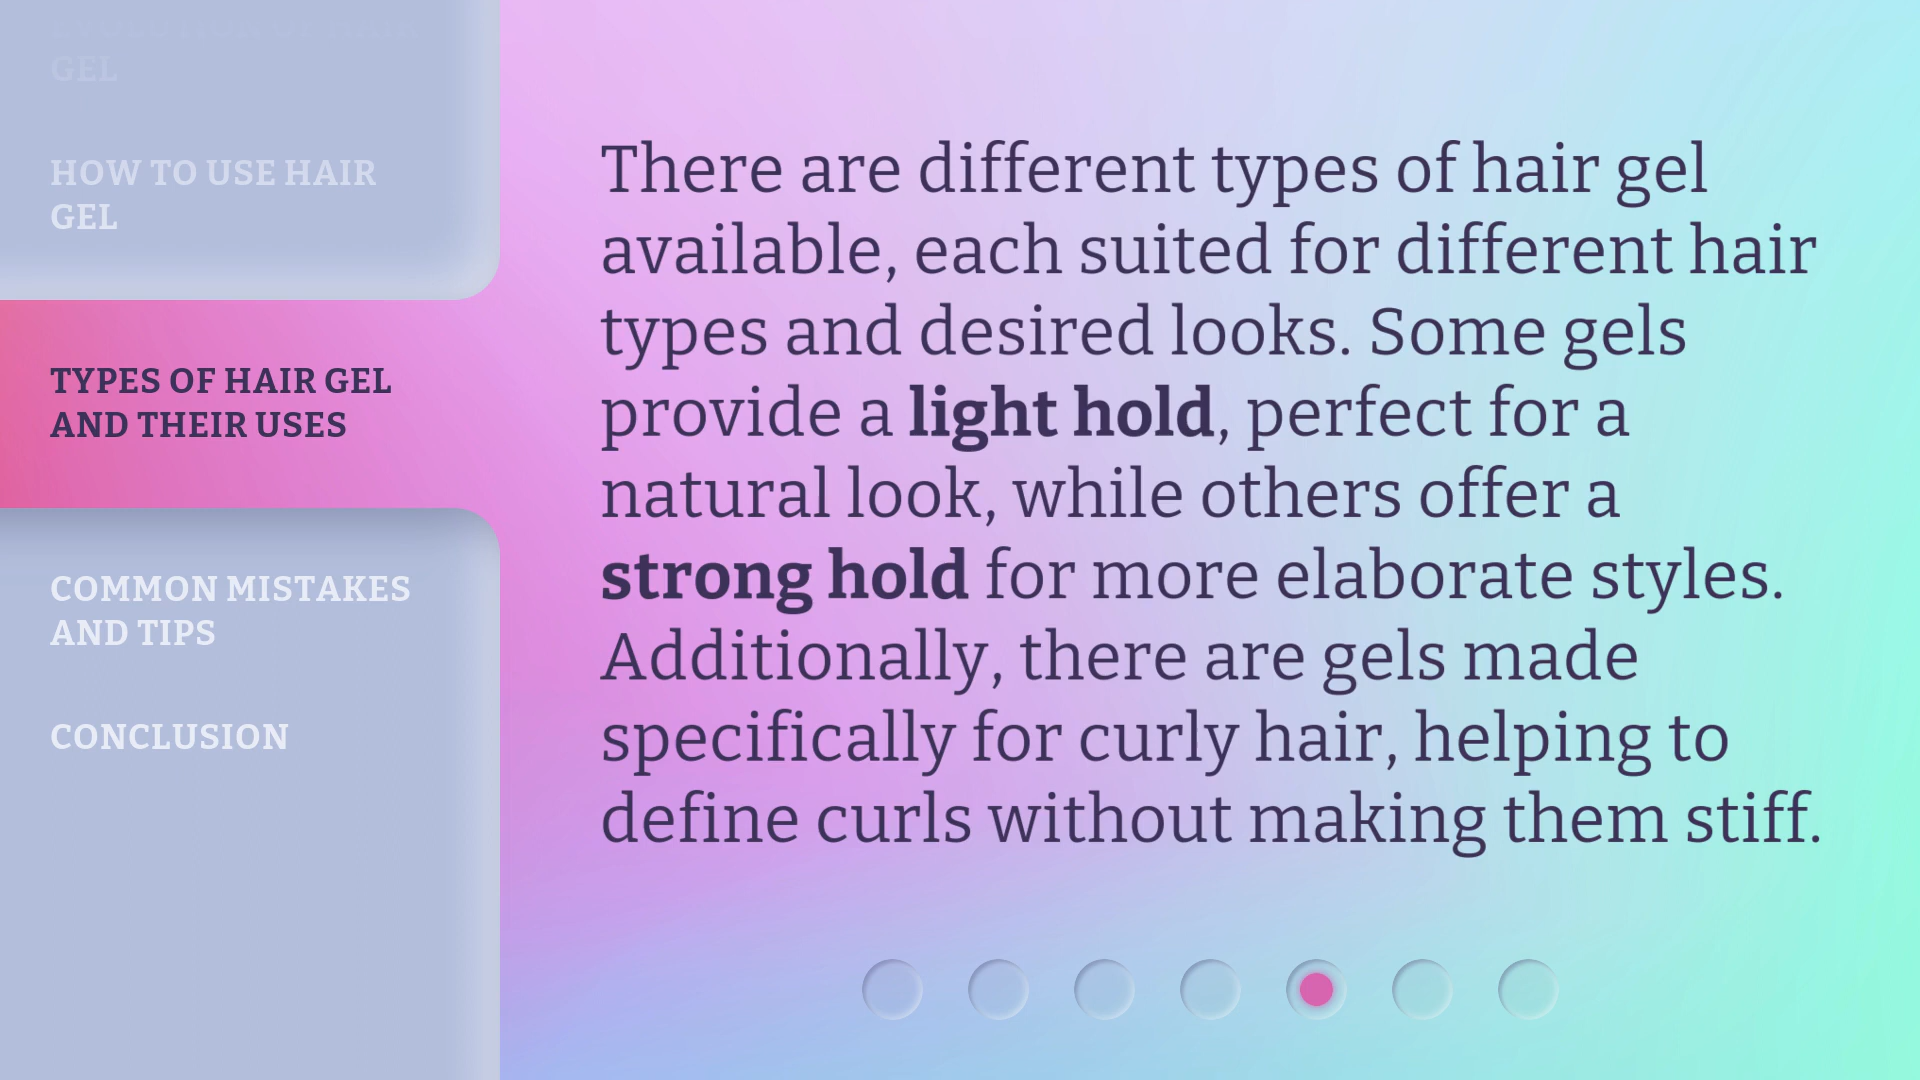 GEL
HOW TO USE HAIR
GEL
TYPES OF HAIR GEL
AND THEIR USES
COMMON MISTAKES
AND TIPS
CONCLUSION
There are different types of hair gel
available, each suited for different hair
types and desired looks. Some gels
provide a light hold, perfect for a
natural look, while others offer a
strong hold for more elaborate styles.
Additionally, there are gels made
specifically for curly hair, helping to
define curls without making them stiff.